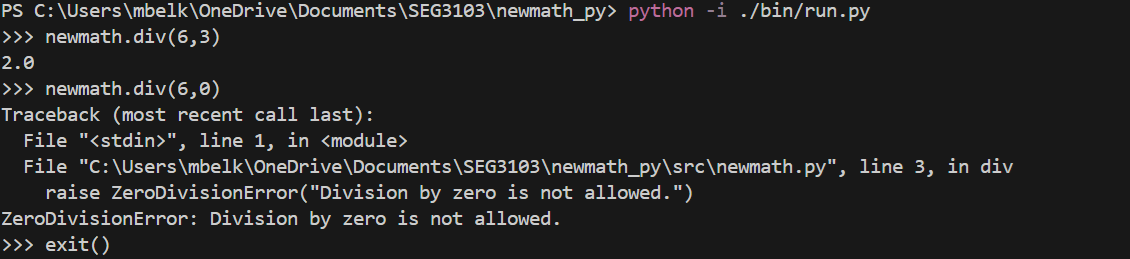 PS C:\Users\mbelk\OneDrive\Documents\SEG3103\newmath_py> python -i ./bin/run.py
>>> newmath.div(6,3)
2.0
>>> newmath.div(6,0)
Traceback (most recent call last):
  File "<stdin>", line 1, in <module>
  File "C:\Users\mbelk\OneDrive\Documents\SEG3103\newmath_py\src\newmath.py", line 3, in div
    raise ZeroDivisionError("Division by zero is not allowed.")
ZeroDivisionError: Division by zero is not allowed.
>>> exit()